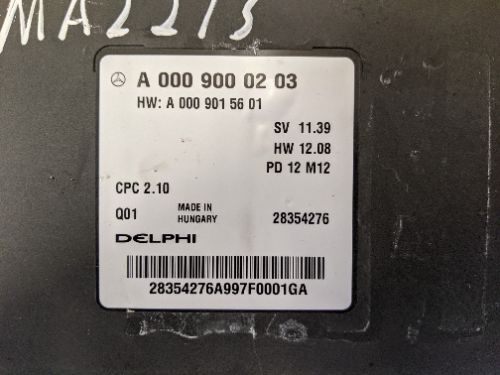 MA2213
A 000 900 02 03
HW: A 000 901 56 01
SV 11.39
HW 12.08
PD 12 M12
CPC 2.10
Q01 MADE IN HUNGARY 28354276
DELPHI
28354276A997F0001GA